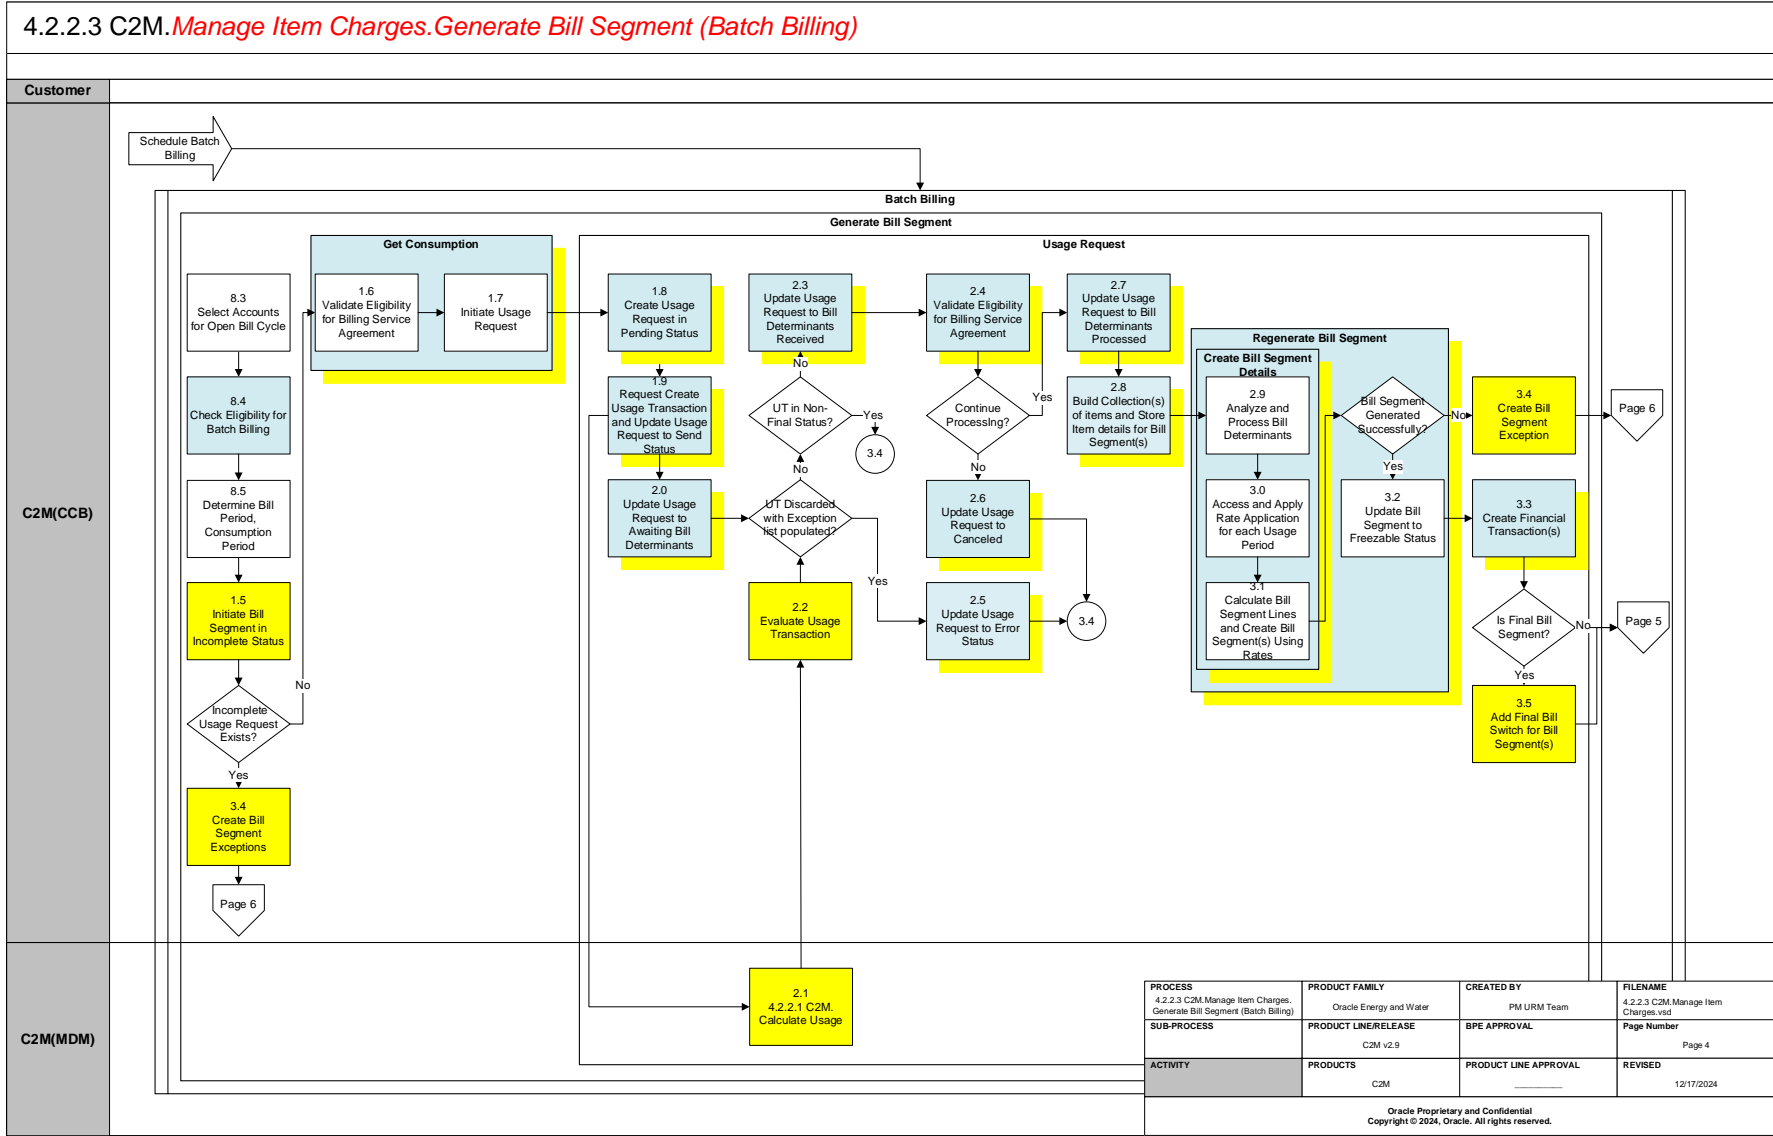 4.2.2.3 C2M.Manage Item Charges.Generate Bill Segment (Batch Billing)
Customer
C2M(CCB)
Schedule Batch
Billing
Batch Billing
Generate Bill Segment
Get Consumption
Usage Request
8.3
Select Accounts
for Open Bill Cycle
1.6
Validate Eligibility
for Billing Service
Agreement
1.7
Initiate Usage
Request
1.8
Create Usage
Request in
Pending Status
2.3
Update Usage
Request to Bill
Determinants
Received
2.4
Validate Eligibility
for Billing Service
Agreement
2.7
Update Usage
Request to Bill
Determinants
Processed
Regenerate Bill Segment
Create Bill Segment
Details
8.4
Check Eligibility for
Batch Billing
1.9
Request Create
Usage Transaction
and Update Usage
Request to Send
Status
No
UT in Non-
Final Status?
Yes
3.4
Continue
Processing?
Yes
2.8
Build Collection(s)
of items and Store
Item details for Bill
Segment(s)
2.9
Analyze and
Process Bill
Determinants
Bill Segment
Generated
Successfully?
No
3.4
Create Bill
Segment
Exception
Page 6
8.5
Determine Bill
Period,
Consumption
Period
2.0
Update Usage
Request to
Awaiting Bill
Determinants
No
UT Discarded
with Exception
list populated?
Yes
No
2.6
Update Usage
Request to
Canceled
3.0
Access and Apply
Rate Application
for each Usage
Period
Yes
3.2
Update Bill
Segment to
Freezable Status
3.3
Create Financial
Transaction(s)
1.5
Initiate Bill
Segment in
Incomplete Status
2.2
Evaluate Usage
Transaction
2.5
Update Usage
Request to Error
Status
3.4
3.1
Calculate Bill
Segment Lines
and Create Bill
Segment(s) Using
Rates
Is Final Bill
Segment?
No
Page 5
Yes
No
Incomplete
Usage Request
Exists?
Yes
3.5
Add Final Bill
Switch for Bill
Segment(s)
3.4
Create Bill
Segment
Exceptions
Page 6
C2M(MDM)
2.1
4.2.2.1 C2M.
Calculate Usage
PROCESS
4.2.2.3 C2M.Manage Item Charges.
Generate Bill Segment (Batch Billing)
PRODUCT FAMILY
Oracle Energy and Water
CREATED BY
PM URM Team
FILENAME
4.2.2.3 C2M.Manage Item
Charges.vsd
SUB-PROCESS
PRODUCT LINE/RELEASE
C2M v2.9
BPE APPROVAL
Page Number
Page 4
ACTIVITY
PRODUCTS
C2M
PRODUCT LINE APPROVAL
REVISED
12/17/2024
Oracle Proprietary and Confidential
Copyright © 2024, Oracle. All rights reserved.